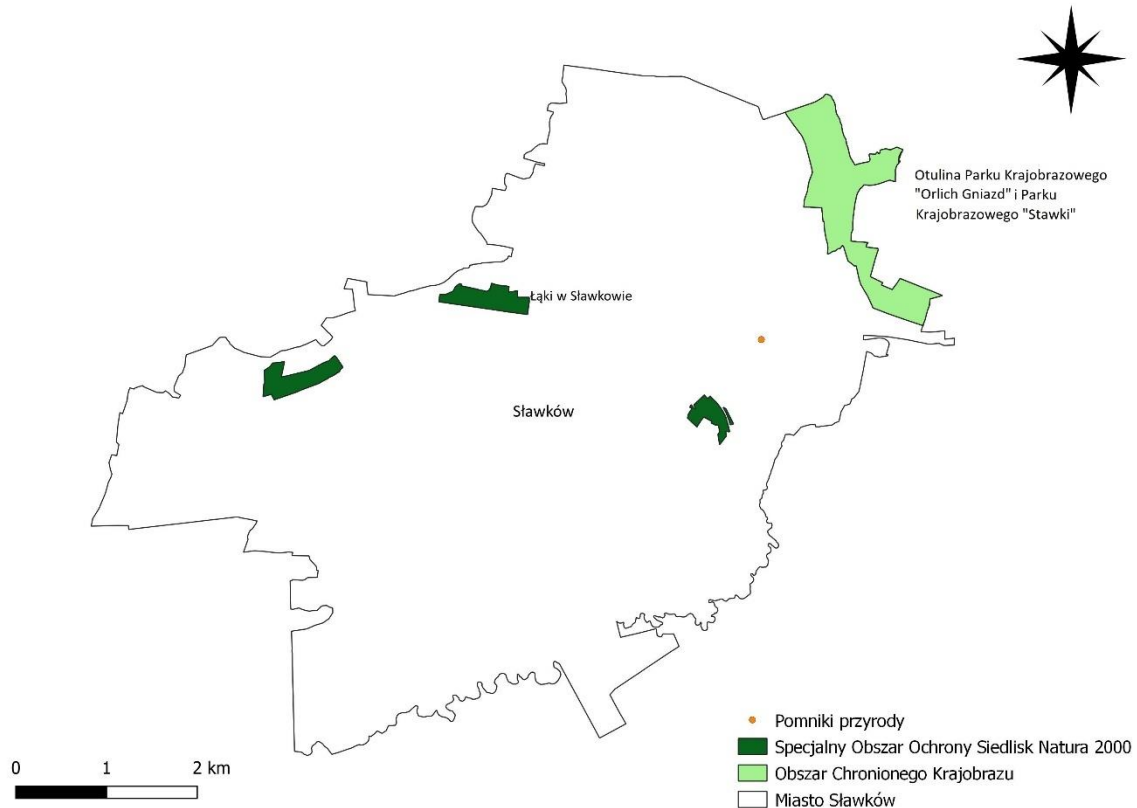 Otulina Parku Krajobrazowego
"Orlich Gniazd" i Parku
Krajobrazowego "Stawki"
Łąki w Sławkowie
Sławków
Pomniki przyrody
Specjalny Obszar Ochrony Siedlisk Natura 2000
Obszar Chronionego Krajobrazu
Miasto Sławków
0 1 2 km